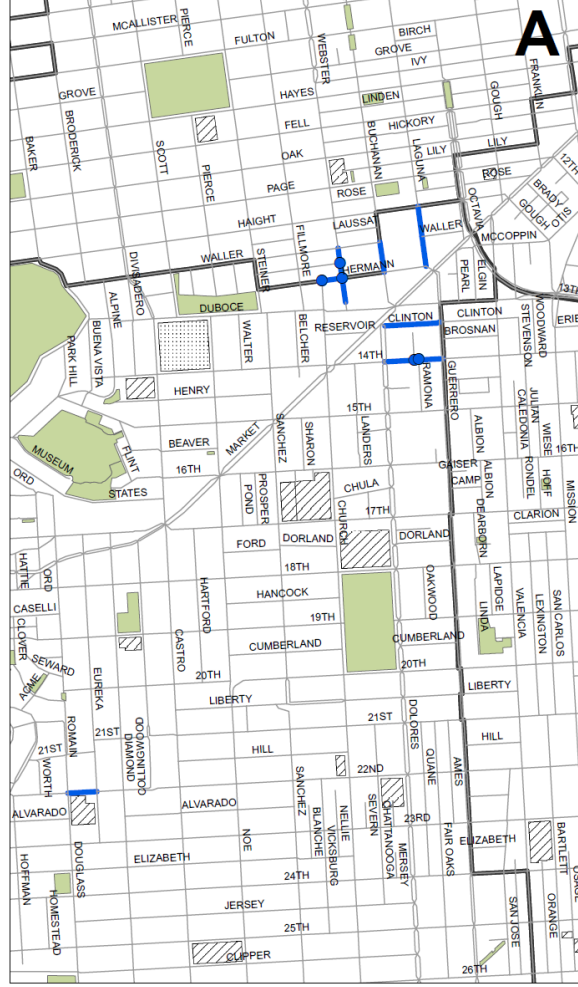 A
MCALLISTER
PIERCE
FULTON
WEBSTER
BIRCH
GROVE
IVY
FRANKLIN
GROVE
HAYES
LINDEN
GOUGH
BAKER
BRODERICK
FELL
BUCHANAN
HICKORY
LAGUNA
SCOTT
PIERCE
OAK
LILY
LILY
12TH
PAGE
ROSE
ROSE
BRADY
GOUGH
HAIGHT
LAUSSAT
WALLER
OCTAVIA
MCCOPPIN
WALLER
STEINER
FILLMORE
HERMANN
PEARL
ELGIN
13TH
DIVISADERO
ALPINE
DUBOCE
BELCHER
RESERVOIR
CLINTON
CLINTON
BROSNAN
STEVENSON
WOODWARD
ERIE
PARK HILL
BUENA VISTA
WALTER
14TH
RAMONA
GUERRERO
HENRY
15TH
JULIAN
CALEDONIA
WIESE
BEAVER
MARKET
SANCHEZ
SHARON
LANDERS
ALBION
16TH
MUSEUM
FLINT
16TH
GAISER
CAMP
ALBION
RONDEL
HOFF
MISSION
ORD
STATES
POND
PROSPER
CHULA
17TH
CHURCH
DEARBORN
CLARION
FORD
DORLAND
DORLAND
HATTIE
ORD
18TH
HARTFORD
HANCOCK
OAKWOOD
LAPIDGE
LINDA
VALENCIA
LEXINGTON
SAN CARLOS
CASELLI
CLOVER
19TH
CASTRO
CUMBERLAND
CUMBERLAND
SEWARD
ACME
EUREKA
20TH
20TH
LIBERTY
LIBERTY
ROMAIN
21ST
21ST
21ST
DOLORES
HILL
HILL
WORTH
DIAMOND
COLLINGWOOD
QUANE
AMES
22ND
ALVARADO
ALVARADO
SANCHEZ
BLANCHE
VICKSBURG
NELLIE
SEVERN
CHATTANOOGA
23RD
MERSEY
FAIR OAKS
ELIZABETH
BARTLETT
OSAGE
HOFFMAN
DOUGLASS
ELIZABETH
NOE
24TH
HOMESTEAD
JERSEY
25TH
SAN JOSE
ORANGE
CLIPPER
26TH